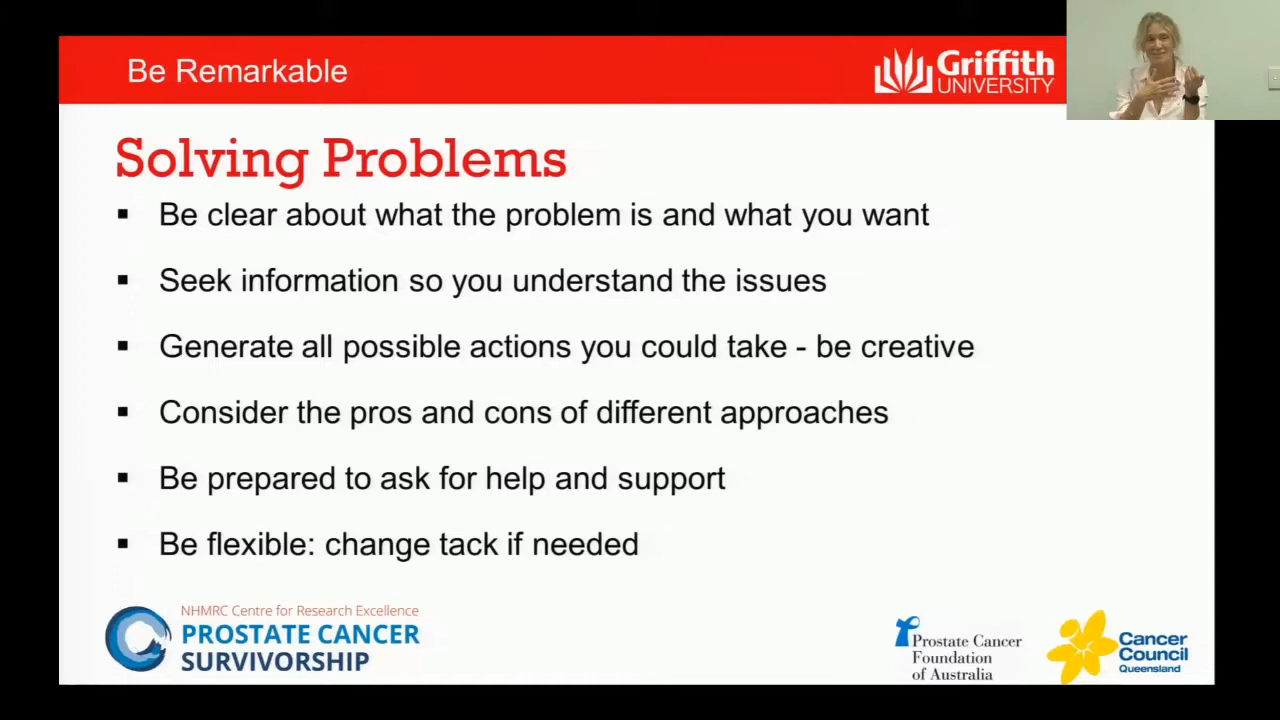 Be Remarkable
Griffith
UNIVERSITY
Solving Problems
▪ Be clear about what the problem is and what you want
▪ Seek information so you understand the issues
▪ Generate all possible actions you could take - be creative
▪ Consider the pros and cons of different approaches
▪ Be prepared to ask for help and support
▪ Be flexible: change tack if needed
NHMRC Centre for Research Excellence
PROSTATE CANCER
SURVIVORSHIP
Prostate Cancer
Foundation
of Australia
Cancer
Council
Queensland